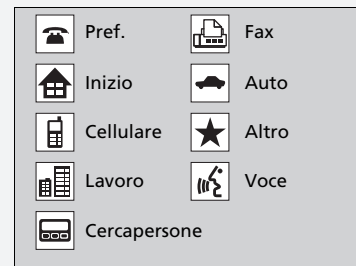 Pref. Fax
Inizio Auto
Cellulare Altro
Lavoro Voce
Cercapersone